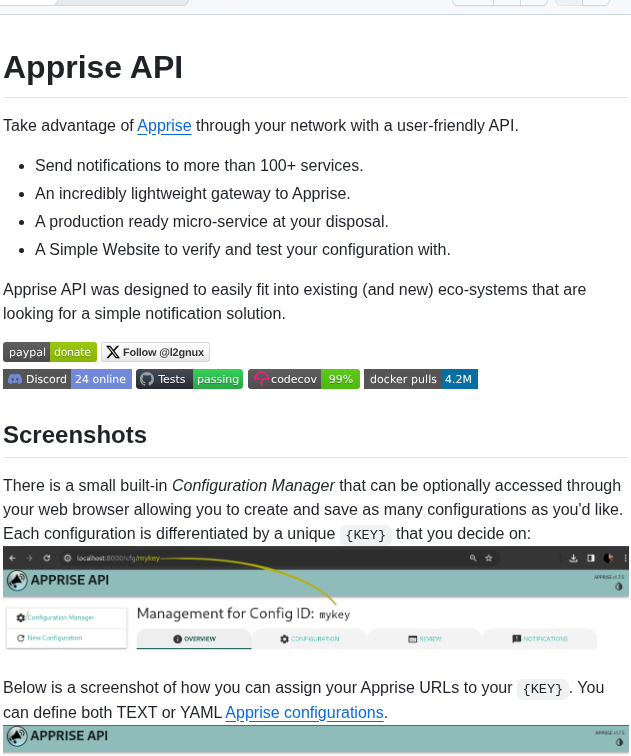 Apprise API
Take advantage of Apprise through your network with a user-friendly API.
Send notifications to more than 100+ services.
An incredibly lightweight gateway to Apprise.
A production ready micro-service at your disposal.
A Simple Website to verify and test your configuration with.
Apprise API was designed to easily fit into existing (and new) eco-systems that are
looking for a simple notification solution.
paypal donate Follow @l2gnux
Discord 24 online Tests passing codecov 99% docker pulls 4.2M
Screenshots
There is a small built-in Configuration Manager that can be optionally accessed through
your web browser allowing you to create and save as many configurations as you'd like.
Each configuration is differentiated by a unique {KEY} that you decide on:
localhost:8000/cfg/mykey
APPRISE API
Configuration Manager
New Configuration
Management for Config ID: mykey
OVERVIEW CONFIGURATION REVIEW NOTIFICATIONS
Below is a screenshot of how you can assign your Apprise URLs to your {KEY}. You
can define both TEXT or YAML Apprise configurations.
APPRISE API